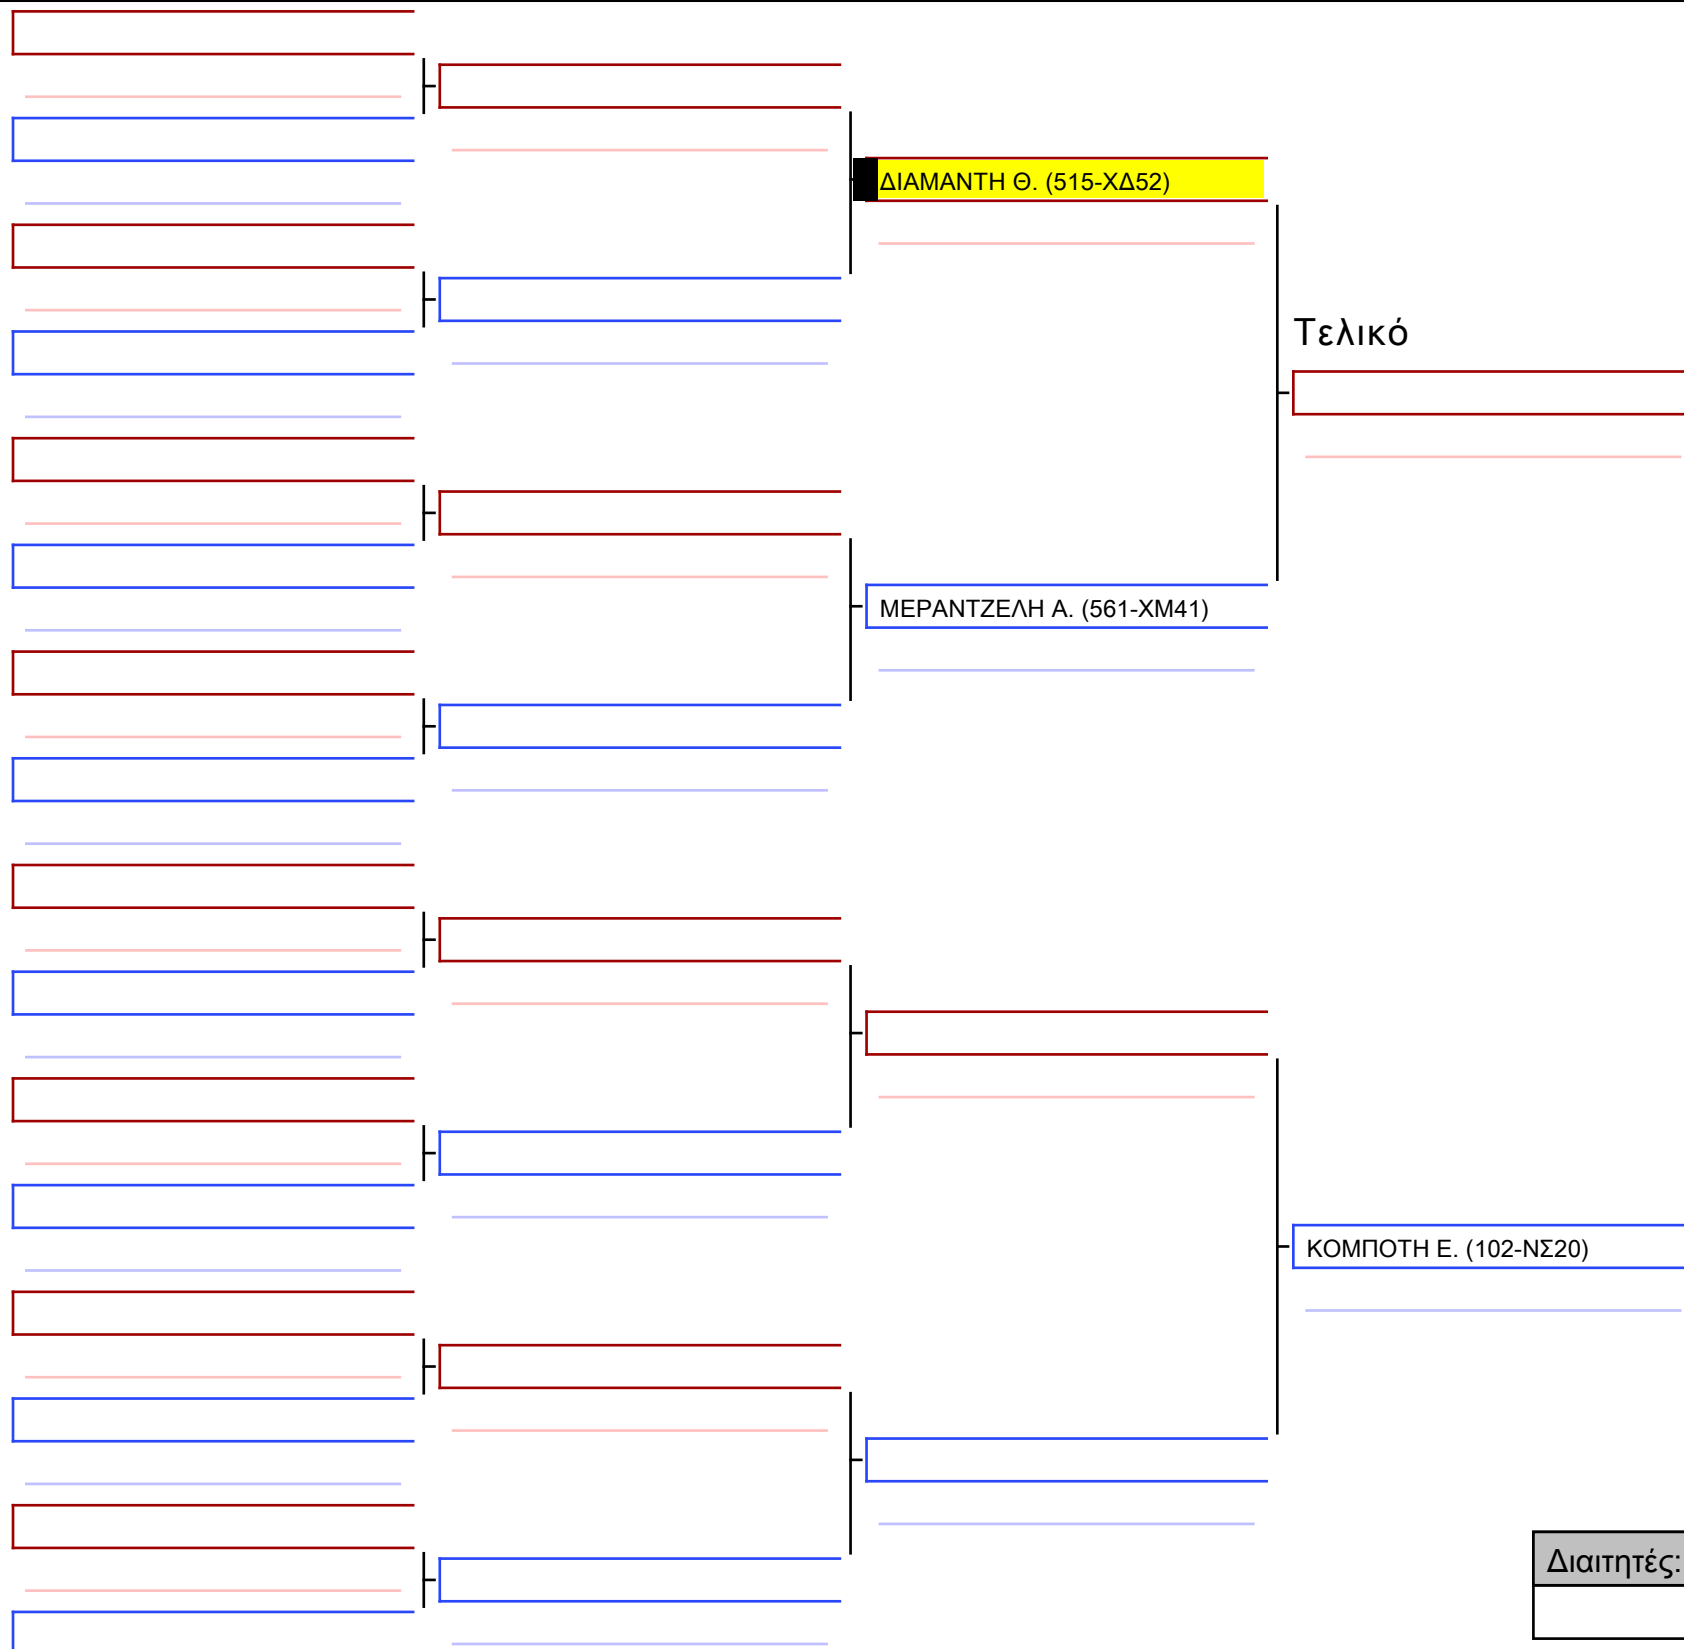 ΔΙΑΜΑΝΤΗ Θ. (515-ΧΔ52)
Τελικό
ΜΕΡΑΝΤΖΕΛΗ Α. (561-ΧΜ41)
ΚΟΜΠΟΤΗ Ε. (102-ΝΣ20)
Διαιτητές: